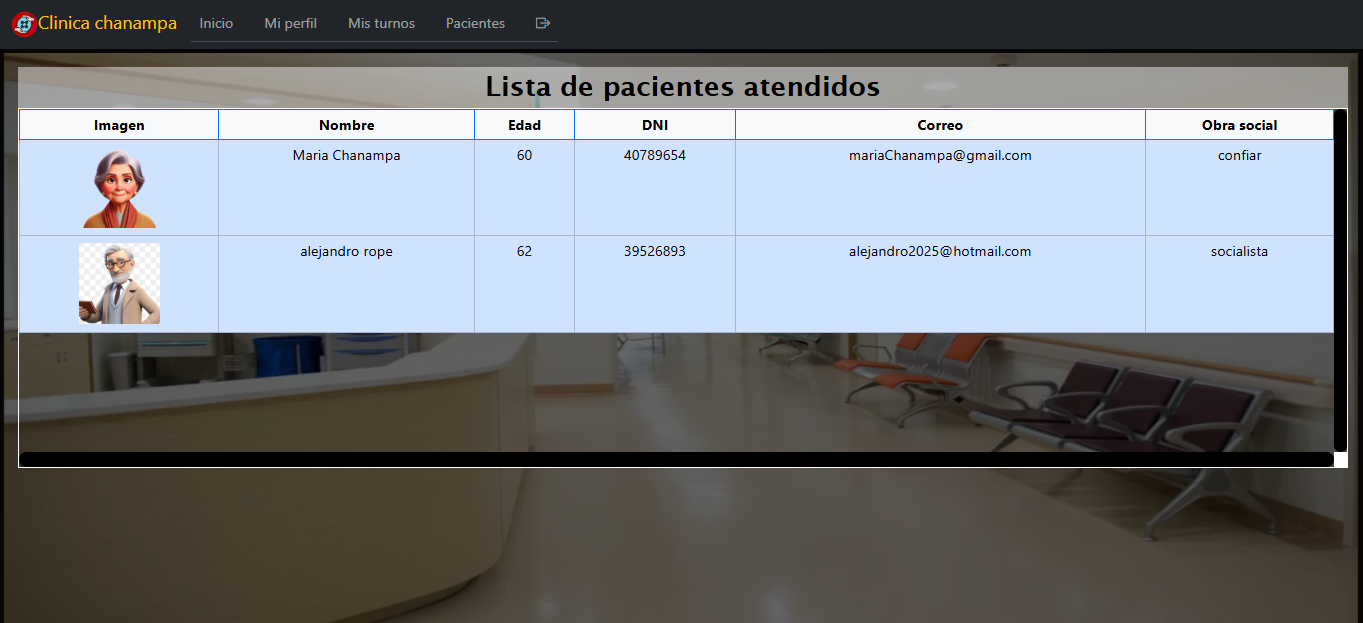 Clinica chanampa Inicio Mi perfil Mis turnos Pacientes
Lista de pacientes atendidos
Imagen Nombre Edad DNI Correo Obra social
Maria Chanampa 60 40789654 mariaChanampa@gmail.com confiar
alejandro rope 62 39526893 alejandro2025@hotmail.com socialista